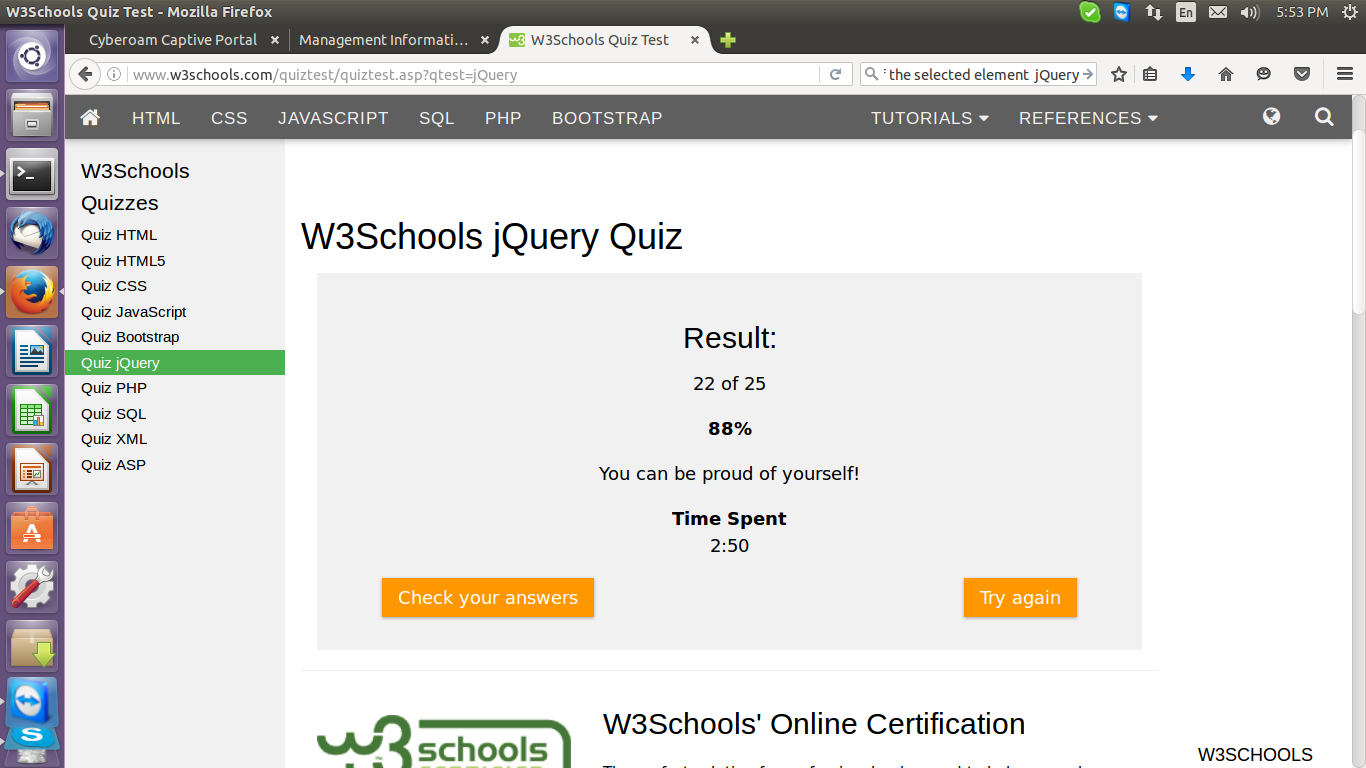 W3Schools Quiz Test - Mozilla Firefox
En
5:53 PM
Cyberoam Captive Portal
Management Informati...
W3Schools Quiz Test
www.w3schools.com/quiztest/quiztest.asp?qtest=jQuery
the selected element jQuery
HTML CSS JAVASCRIPT SQL PHP BOOTSTRAP TUTORIALS REFERENCES
W3Schools
Quizzes
Quiz HTML
Quiz HTML5
Quiz CSS
Quiz JavaScript
Quiz Bootstrap
Quiz jQuery
Quiz PHP
Quiz SQL
Quiz XML
Quiz ASP
W3Schools jQuery Quiz
Result:
22 of 25
88%
You can be proud of yourself!
Time Spent
2:50
Check your answers
Try again
w3schools
W3Schools' Online Certification
W3SCHOOLS